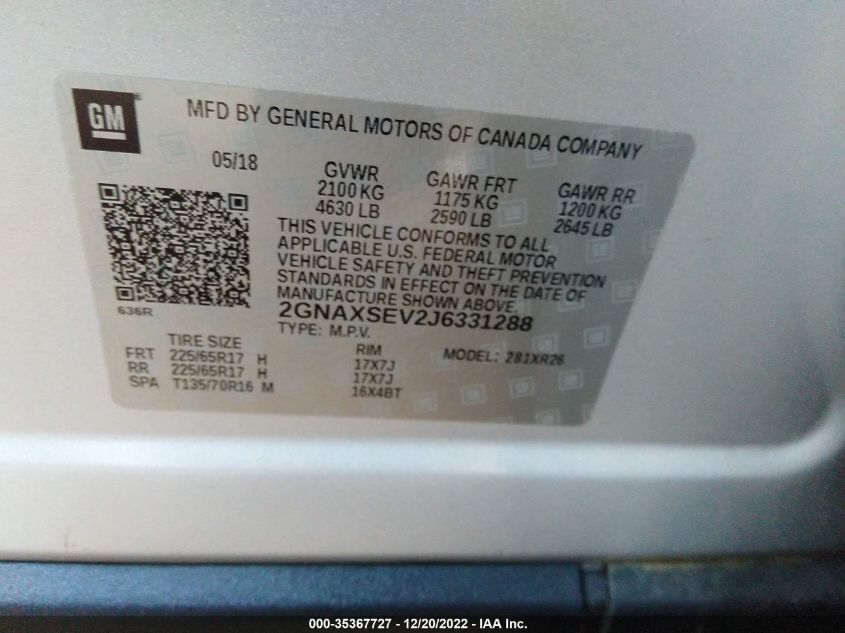 GM
MFD BY GENERAL MOTORS OF CANADA COMPANY
05/18
GVWR
2100 KG
4630 LB
GAWR FRT
1175 KG
2590 LB
GAWR RR
1200 KG
2645 LB
THIS VEHICLE CONFORMS TO ALL
APPLICABLE U.S. FEDERAL MOTOR
VEHICLE SAFETY AND THEFT PREVENTION
STANDARDS IN EFFECT ON THE DATE OF
MANUFACTURE SHOWN ABOVE.
636R
2GNAXSEV2J6331288
TYPE: M.P.V.
TIRE SIZE RIM MODEL: 281XR26
FRT 225/65R17 H 17X7J
RR 225/65R17 H 17X7J
SPA T135/70R16 M 16X4BT
000-35367727 - 12/20/2022 - IAA Inc.